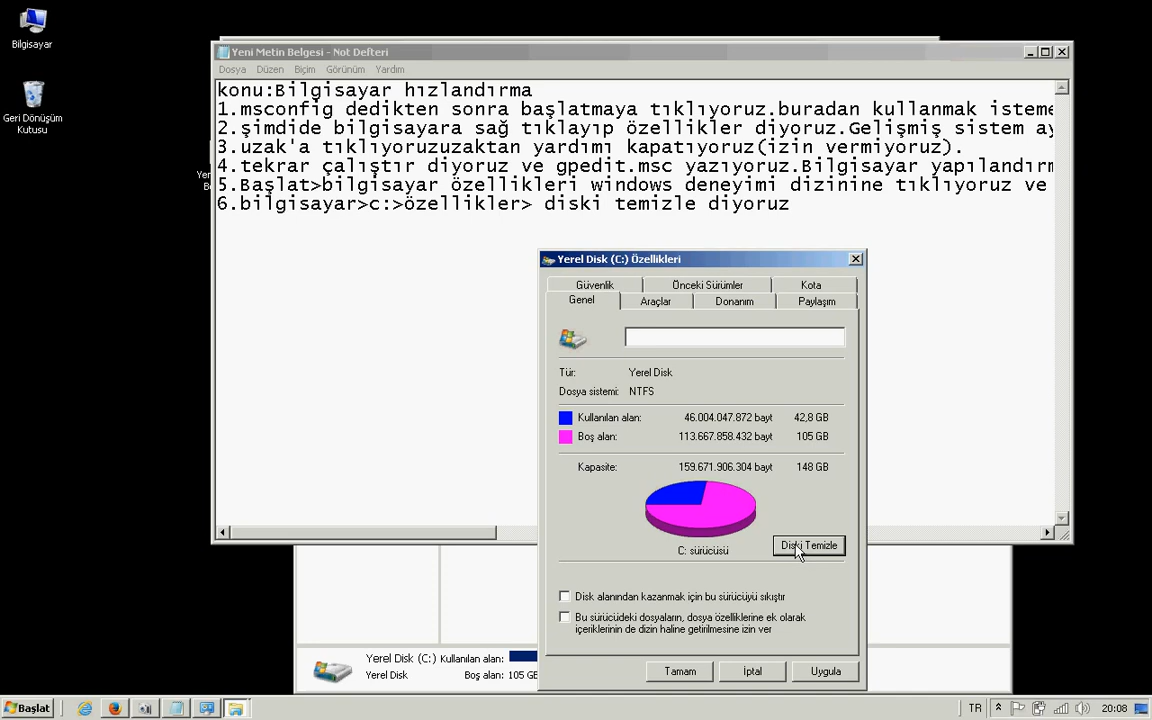 Bilgisayar
Geri Dönüşüm
Kutusu
Yeni Metin Belgesi - Not Defteri
Dosya Düzen Biçim Görünüm Yardım
konu:Bilgisayar hızlandırma
1.msconfig dedikten sonra başlatmaya tıklıyoruz.buradan kullanmak isteme
2.şimdide bilgisayara sağ tıklayıp özellikler diyoruz.Gelişmiş sistem ay
3.uzak'a tıklıyoruzuzaktan yardımı kapatıyoruz(izin vermiyoruz).
4.tekrar çalıştır diyoruz ve gpedit.msc yazıyoruz.Bilgisayar yapılandırm
5.Başlat>bilgisayar özellikleri windows deneyimi dizinine tıklıyoruz ve
6.bilgisayar>c:>özellikler> diski temizle diyoruz
Yerel Disk (C:) Özellikleri
Güvenlik Önceki Sürümler Kota
Genel Araçlar Donanım Paylaşım
Tür: Yerel Disk
Dosya sistemi: NTFS
Kullanılan alan: 46.004.047.872 bayt 42,8 GB
Boş alan: 113.667.858.432 bayt 105 GB
Kapasite: 159.671.906.304 bayt 148 GB
C: sürücüsü
Diski Temizle
Disk alanından kazanmak için bu sürücüyü sıkıştır
Bu sürücüdeki dosyaların, dosya özelliklerine ek olarak
içeriklerinin de dizin haline getirilmesine izin ver
Tamam İptal Uygula
Yerel Disk (C:) Kullanılan alan:
Yerel Disk Boş alan: 105 GB
Başlat
TR 20:08